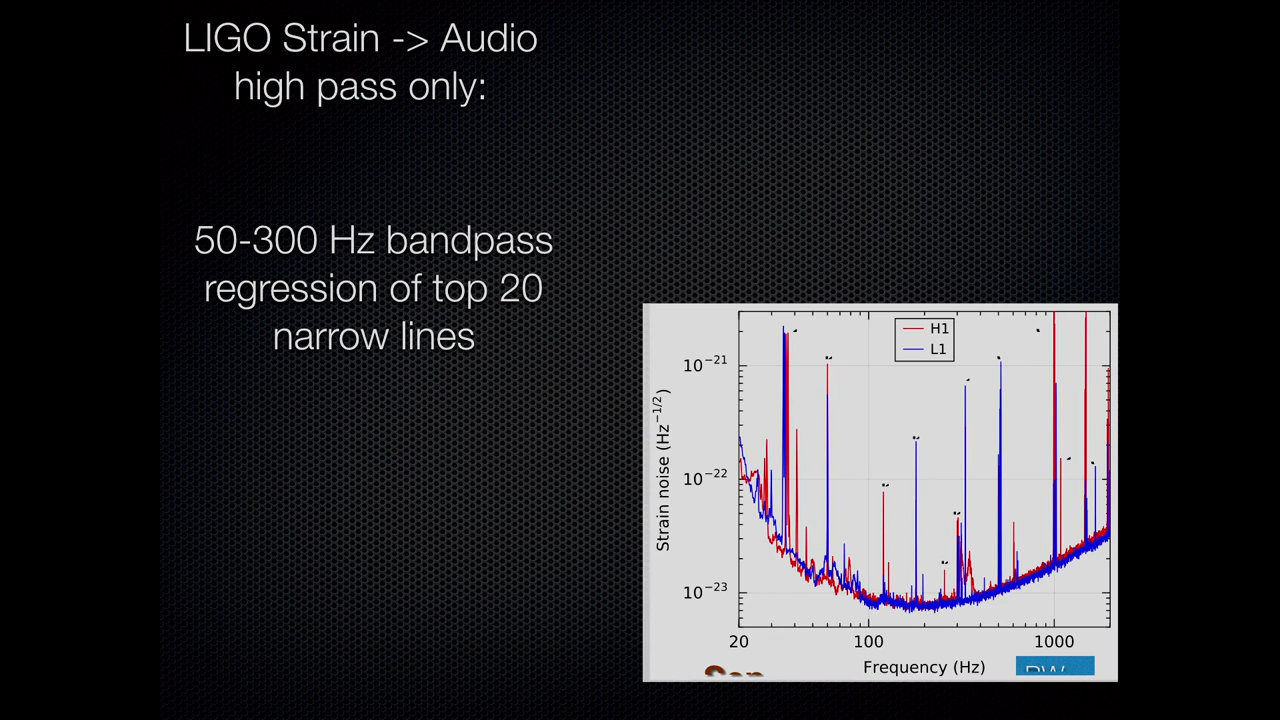 LIGO Strain -> Audio
high pass only:
50-300 Hz bandpass
regression of top 20
narrow lines
H1
L1
10⁻²¹
10⁻²²
10⁻²³
Strain noise (Hz⁻¹/²)
20
100
1000
Frequency (Hz)